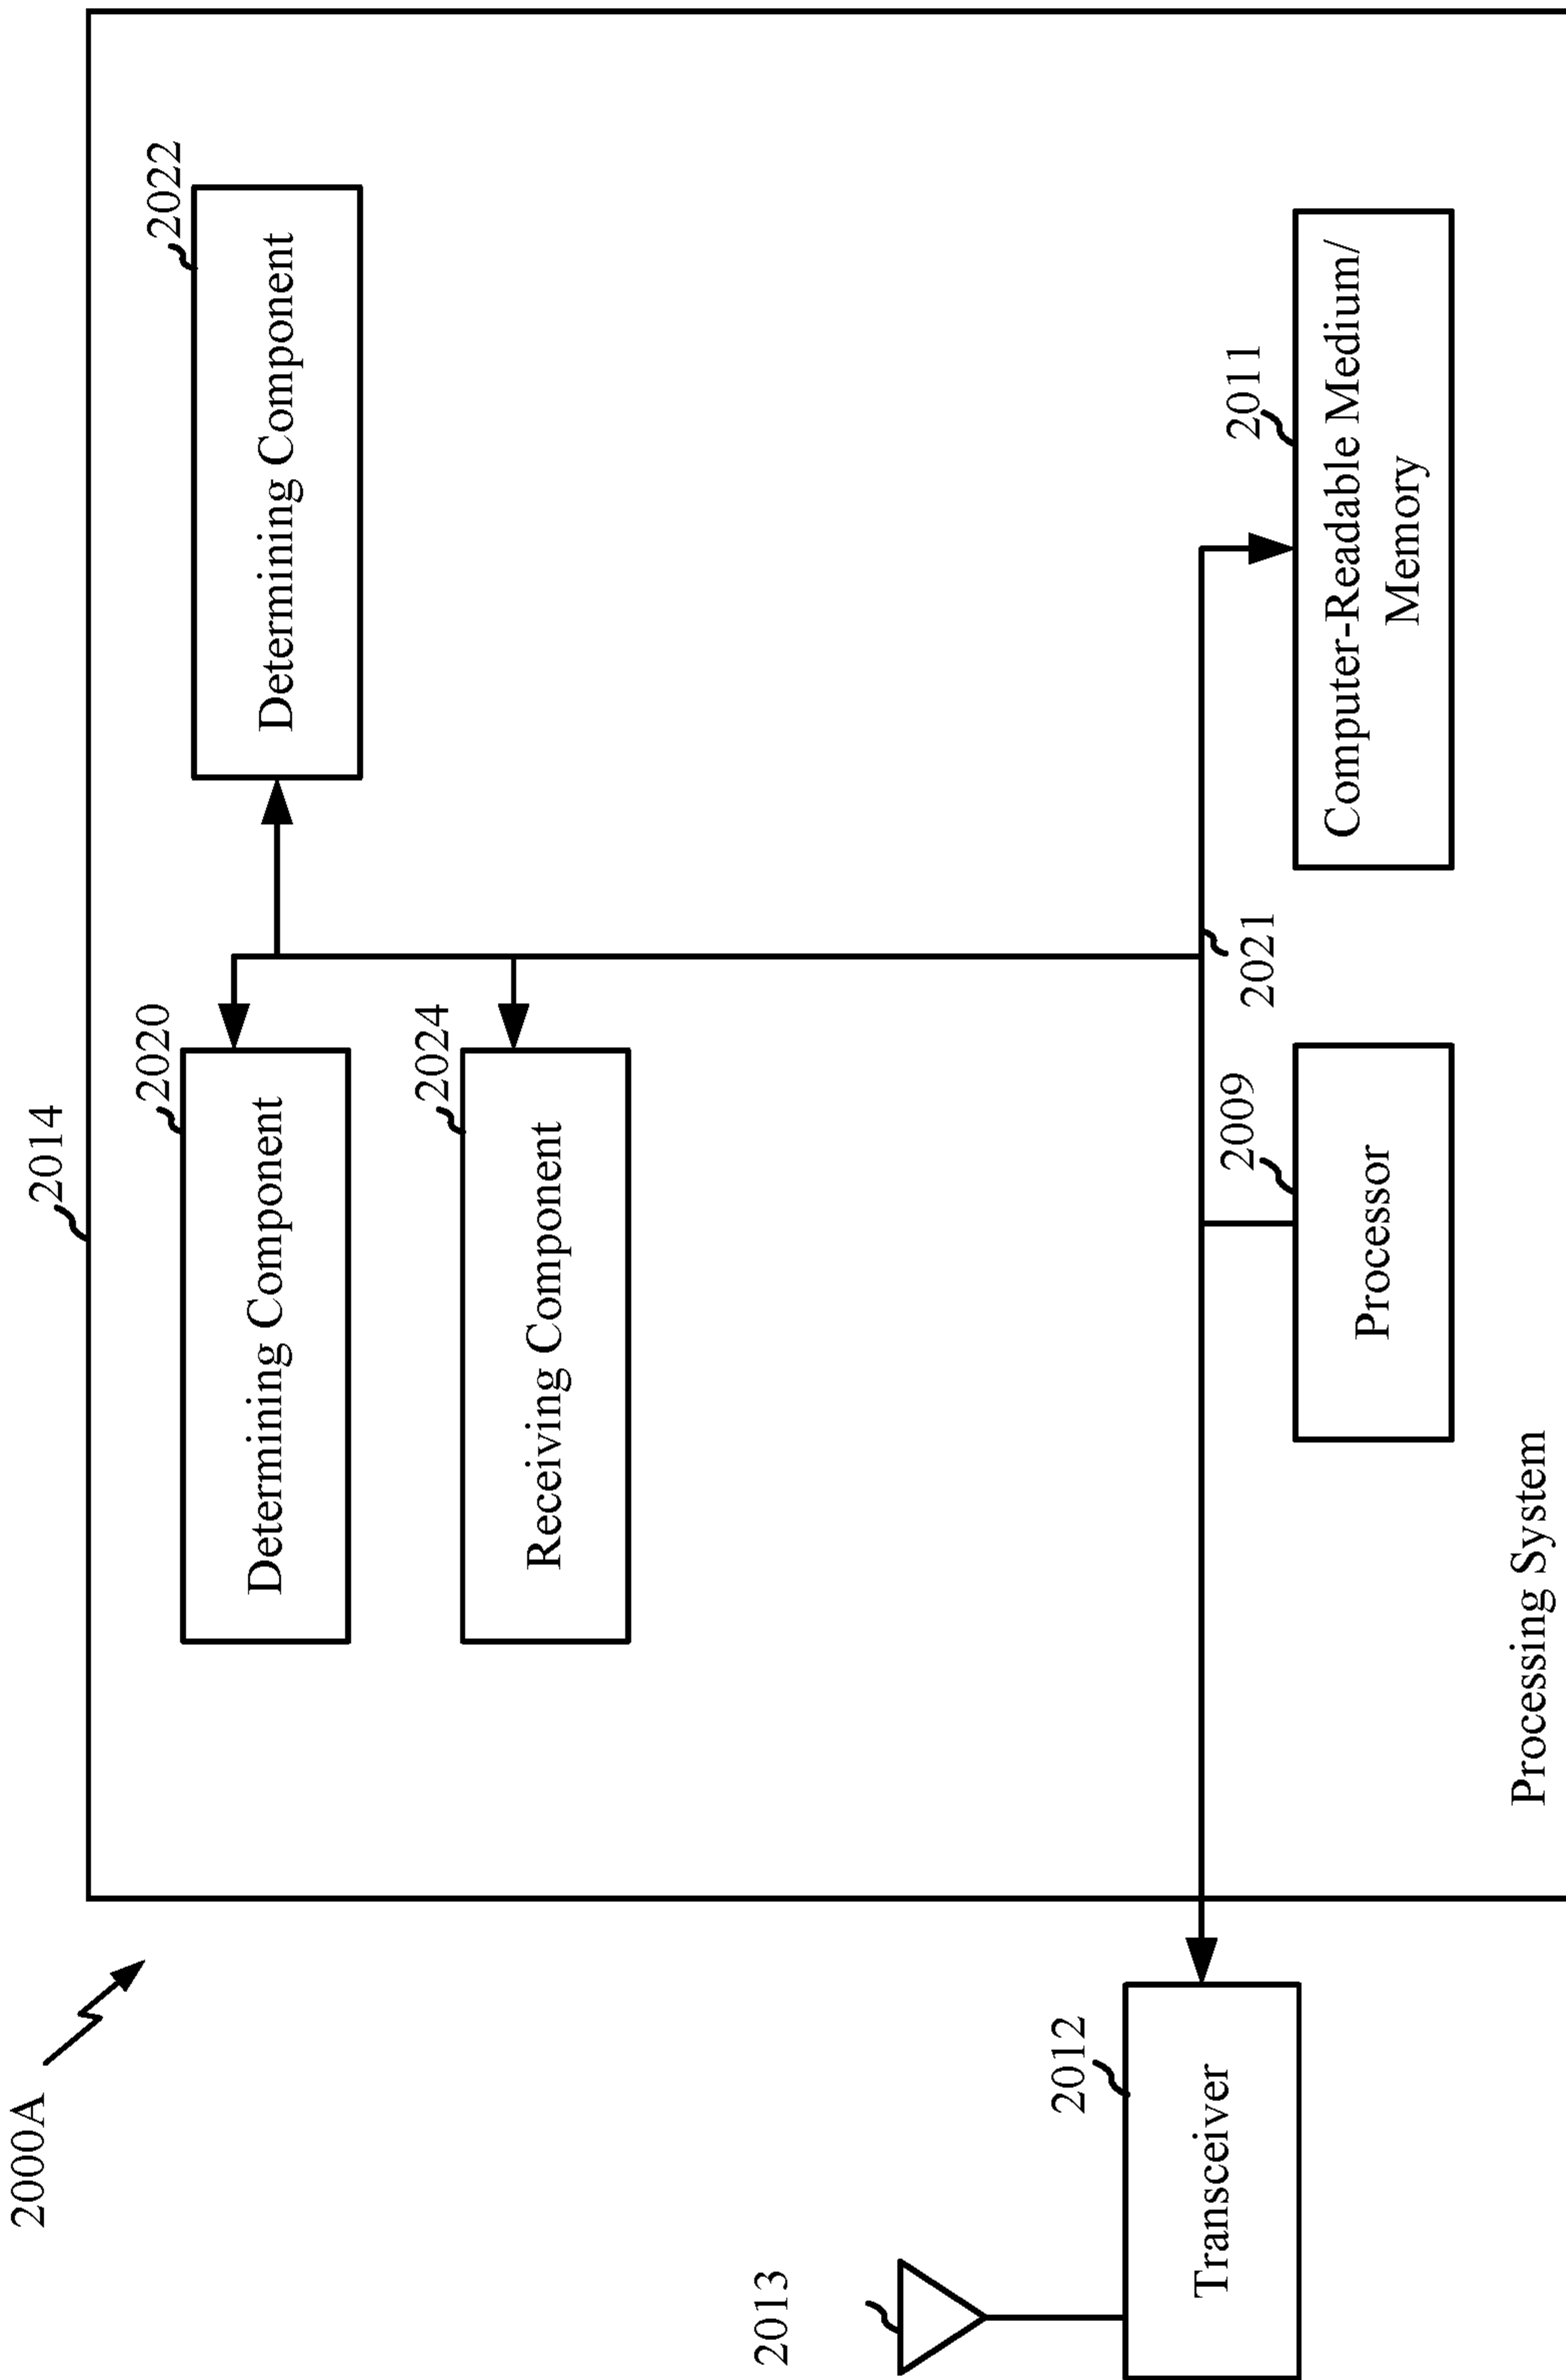 2000A
2014
2020
Determining Component
2022
Determining Component
2024
Receiving Component
2013
2012
Transceiver
2009
Processor
2021
2011
Computer-Readable Medium/
Memory
Processing System